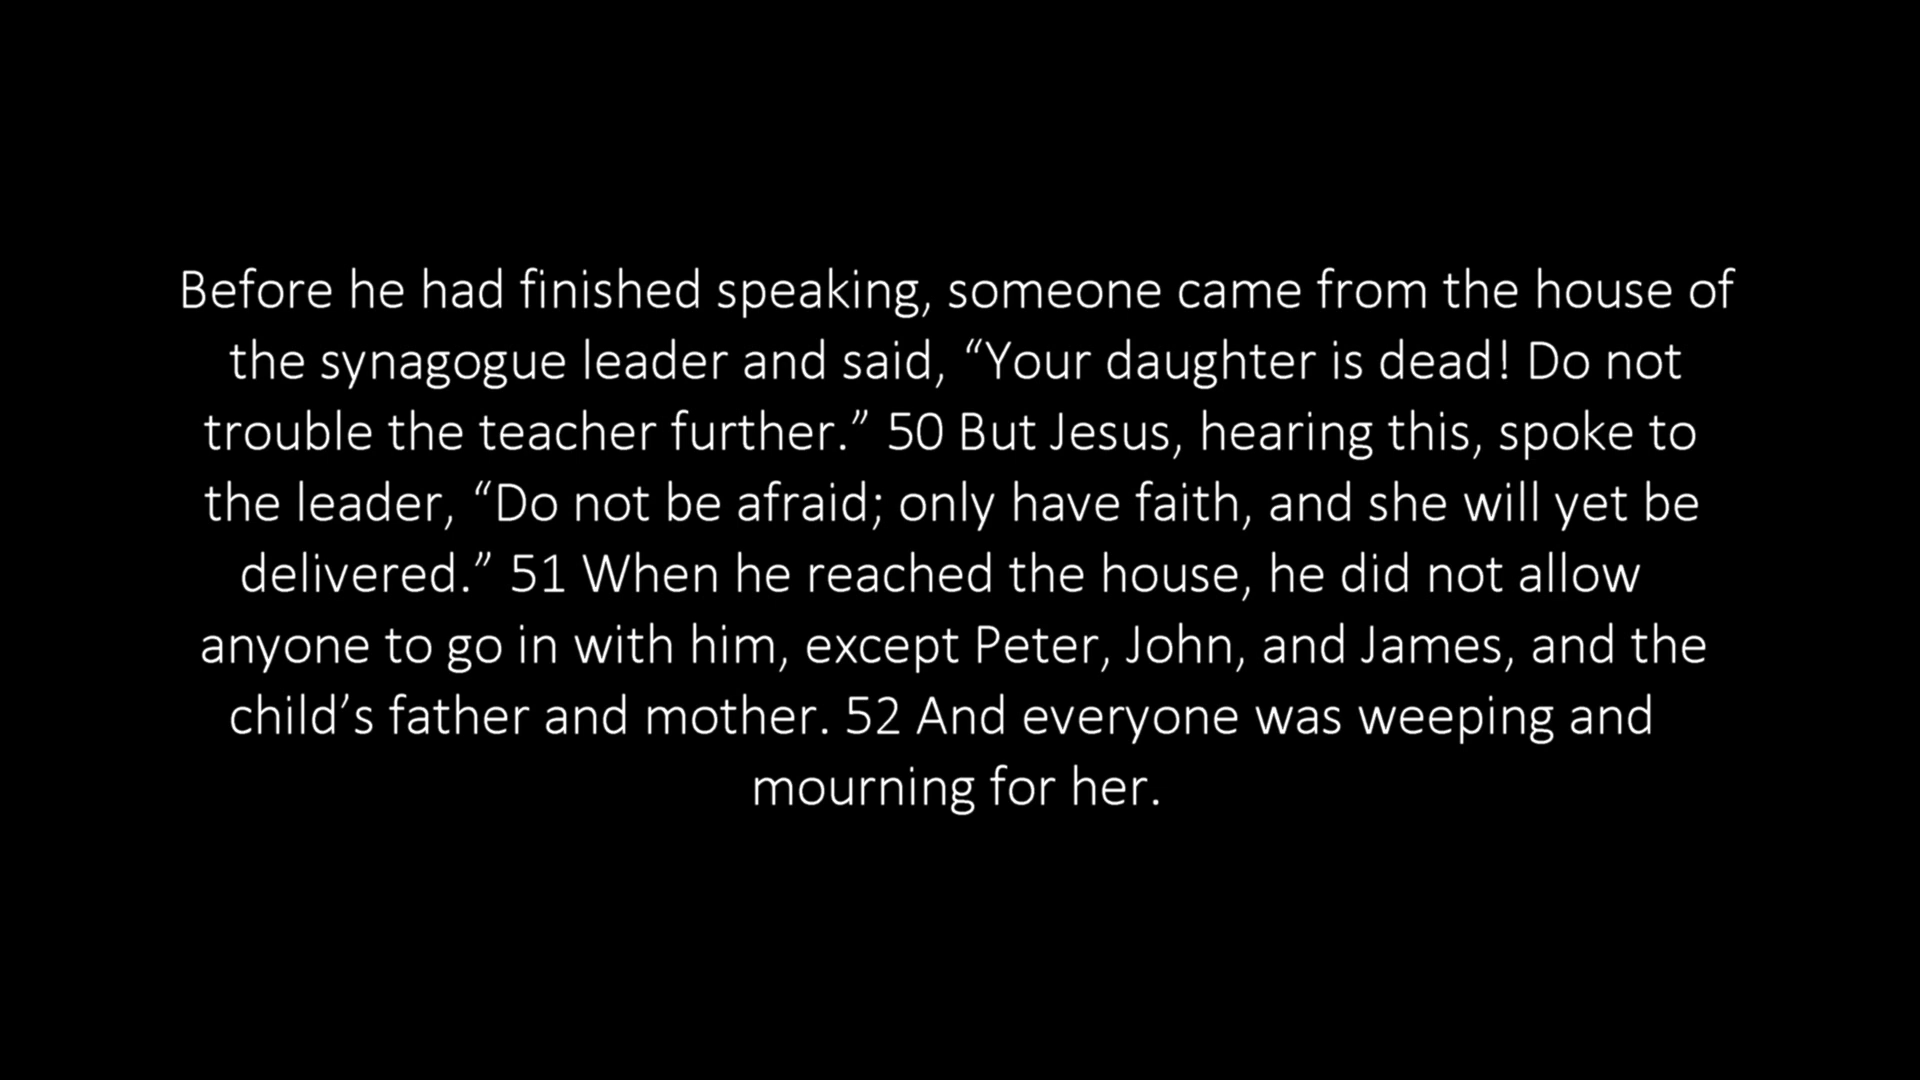 Before he had finished speaking, someone came from the house of
the synagogue leader and said, “Your daughter is dead! Do not
trouble the teacher further.” 50 But Jesus, hearing this, spoke to
the leader, “Do not be afraid; only have faith, and she will yet be
delivered.” 51 When he reached the house, he did not allow
anyone to go in with him, except Peter, John, and James, and the
child’s father and mother. 52 And everyone was weeping and
mourning for her.